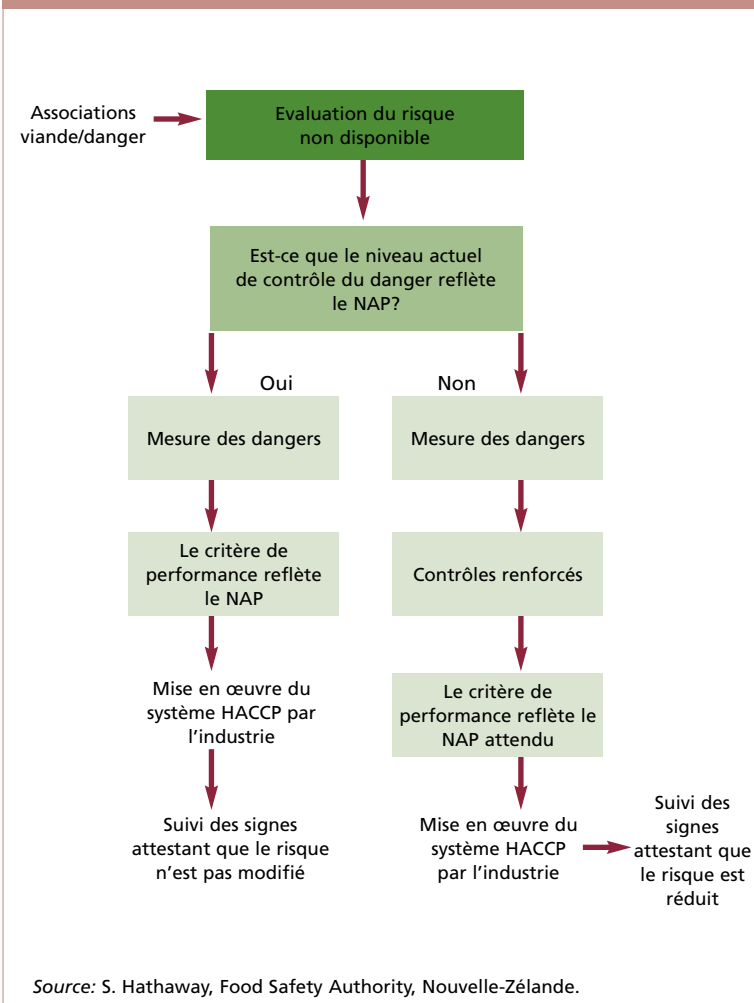 Associations
viande/danger
Evaluation du risque
non disponible
Est-ce que le niveau actuel
de contrôle du danger reflète
le NAP?
Oui
Non
Mesure des dangers
Le critère de
performance reflète
le NAP
Mise en œuvre du
système HACCP par
l'industrie
Suivi des signes
attestant que le risque
n'est pas modifié
Mesure des dangers
Contrôles renforcés
Le critère de
performance reflète le
NAP attendu
Mise en œuvre du
système HACCP
par l'industrie
Suivi des
signes
attestant que
le risque est
réduit
Source: S. Hathaway, Food Safety Authority, Nouvelle-Zélande.